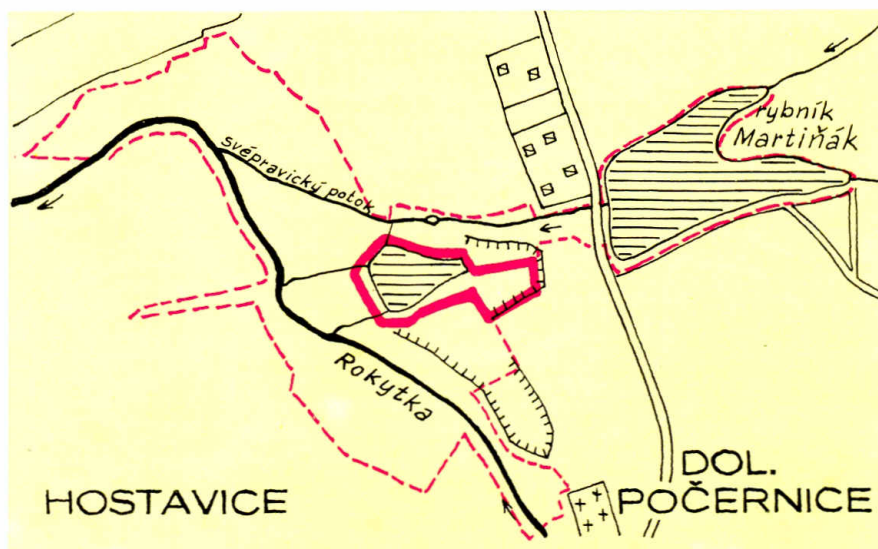 rybník
Martiňák
svépravický potok
Rokytka
HOSTAVICE
DOL.
POČERNICE